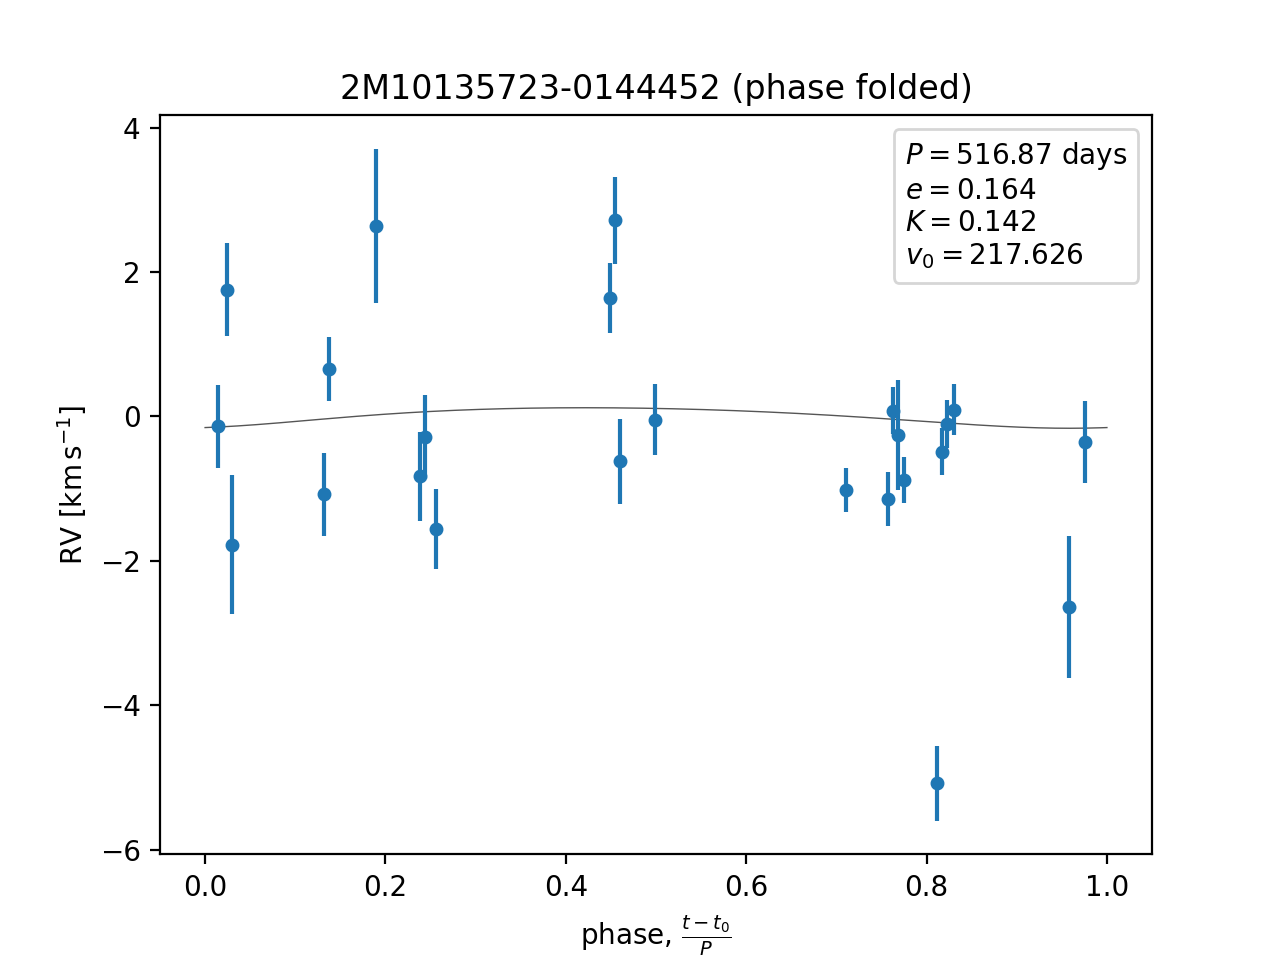 2M10135723-0144452 (phase folded)
P = 516.87 days
e = 0.164
K = 0.142
v₀ = 217.626
4
2
0
−2
−4
−6
RV [km s⁻¹]
0.0 0.2 0.4 0.6 0.8 1.0
phase, (t − t₀)/P